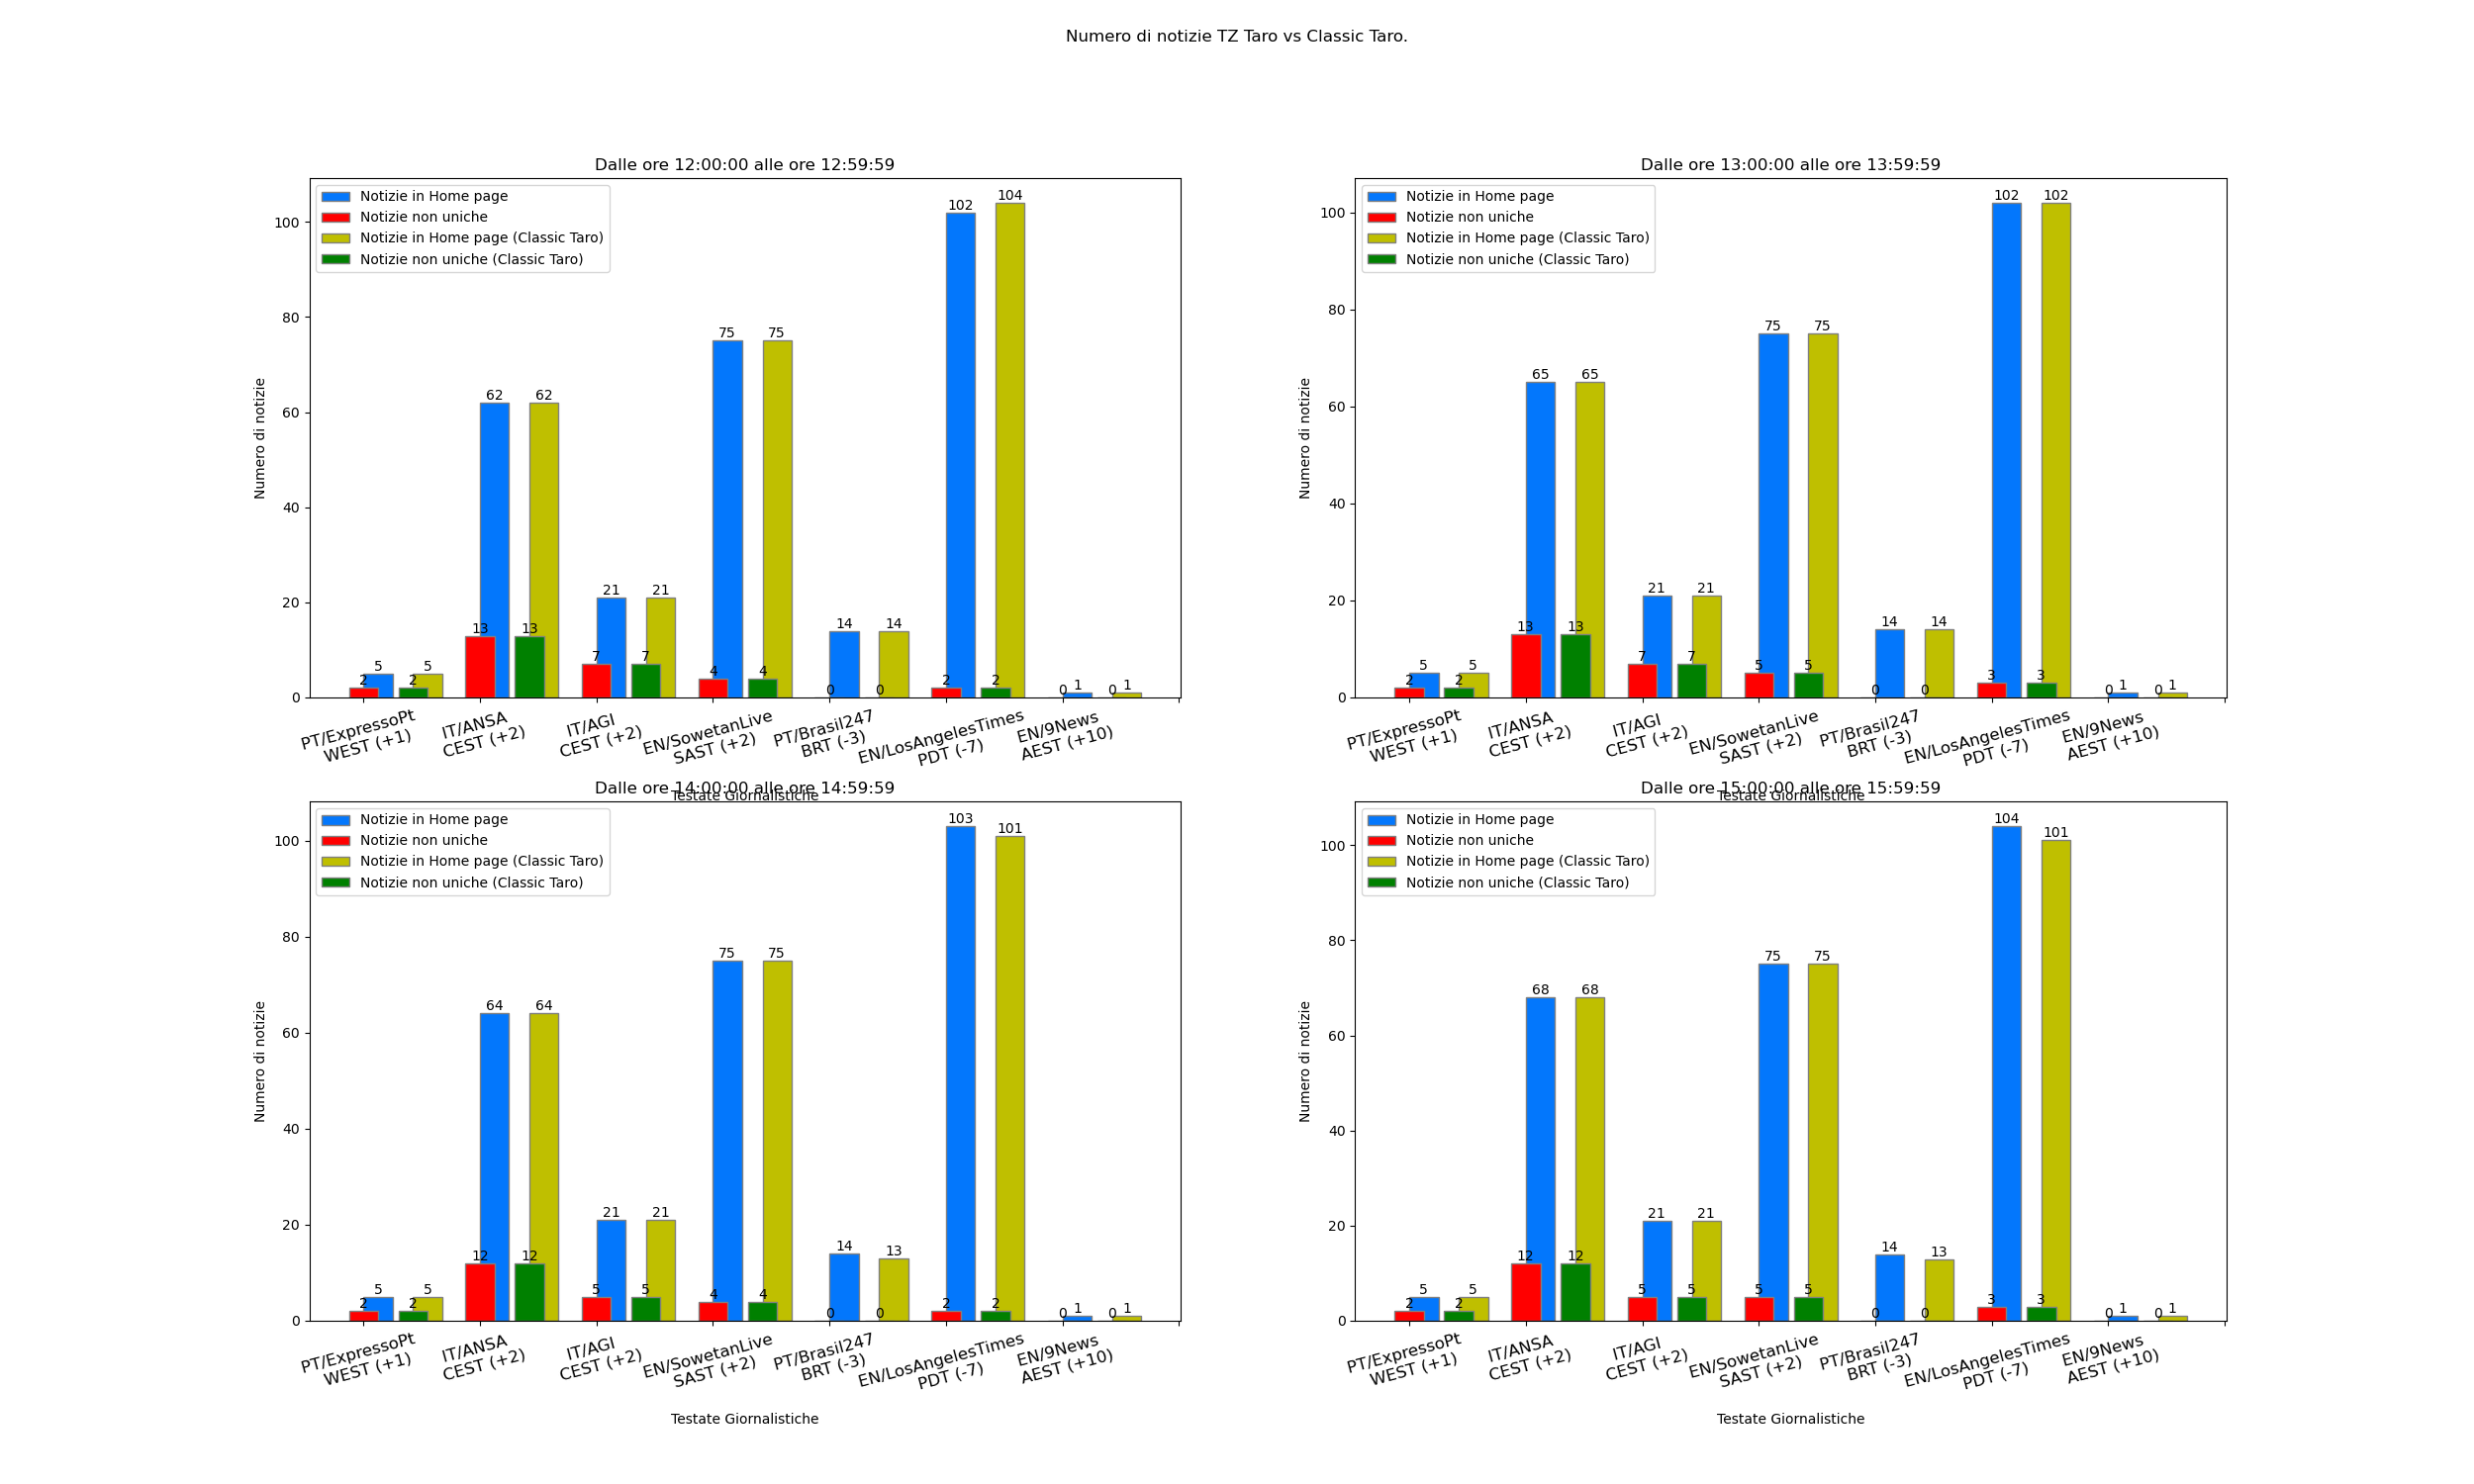 Numero di notizie TZ Taro vs Classic Taro.
Dalle ore 12:00:00 alle ore 12:59:59
Notizie in Home page
Notizie non uniche
Notizie in Home page (Classic Taro)
Notizie non uniche (Classic Taro)
Numero di notizie
100
80
60
40
20
0
5 5
2 2
62 62
13 13
21 21
7 7
75 75
4 4
14 14
0 0
102 104
2 2
1 1
0 0
PT/ExpressoPt
WEST (+1)
IT/ANSA
CEST (+2)
IT/AGI
CEST (+2)
EN/SowetanLive
SAST (+2)
PT/Brasil247
BRT (-3)
EN/LosAngelesTimes
PDT (-7)
EN/9News
AEST (+10)
Testate Giornalistiche
Dalle ore 13:00:00 alle ore 13:59:59
Notizie in Home page
Notizie non uniche
Notizie in Home page (Classic Taro)
Notizie non uniche (Classic Taro)
Numero di notizie
100
80
60
40
20
0
5 5
2 2
65 65
13 13
21 21
7 7
75 75
5 5
14 14
0 0
102 102
3 3
1 1
0 0
PT/ExpressoPt
WEST (+1)
IT/ANSA
CEST (+2)
IT/AGI
CEST (+2)
EN/SowetanLive
SAST (+2)
PT/Brasil247
BRT (-3)
EN/LosAngelesTimes
PDT (-7)
EN/9News
AEST (+10)
Testate Giornalistiche
Dalle ore 14:00:00 alle ore 14:59:59
Notizie in Home page
Notizie non uniche
Notizie in Home page (Classic Taro)
Notizie non uniche (Classic Taro)
Numero di notizie
100
80
60
40
20
0
5 5
2 2
64 64
12 12
21 21
5 5
75 75
4 4
14 13
0 0
103 101
2 2
1 1
0 0
PT/ExpressoPt
WEST (+1)
IT/ANSA
CEST (+2)
IT/AGI
CEST (+2)
EN/SowetanLive
SAST (+2)
PT/Brasil247
BRT (-3)
EN/LosAngelesTimes
PDT (-7)
EN/9News
AEST (+10)
Testate Giornalistiche
Dalle ore 15:00:00 alle ore 15:59:59
Notizie in Home page
Notizie non uniche
Notizie in Home page (Classic Taro)
Notizie non uniche (Classic Taro)
Numero di notizie
100
80
60
40
20
0
5 5
2 2
68 68
12 12
21 21
5 5
75 75
5 5
14 13
0 0
104 101
3 3
1 1
0 0
PT/ExpressoPt
WEST (+1)
IT/ANSA
CEST (+2)
IT/AGI
CEST (+2)
EN/SowetanLive
SAST (+2)
PT/Brasil247
BRT (-3)
EN/LosAngelesTimes
PDT (-7)
EN/9News
AEST (+10)
Testate Giornalistiche